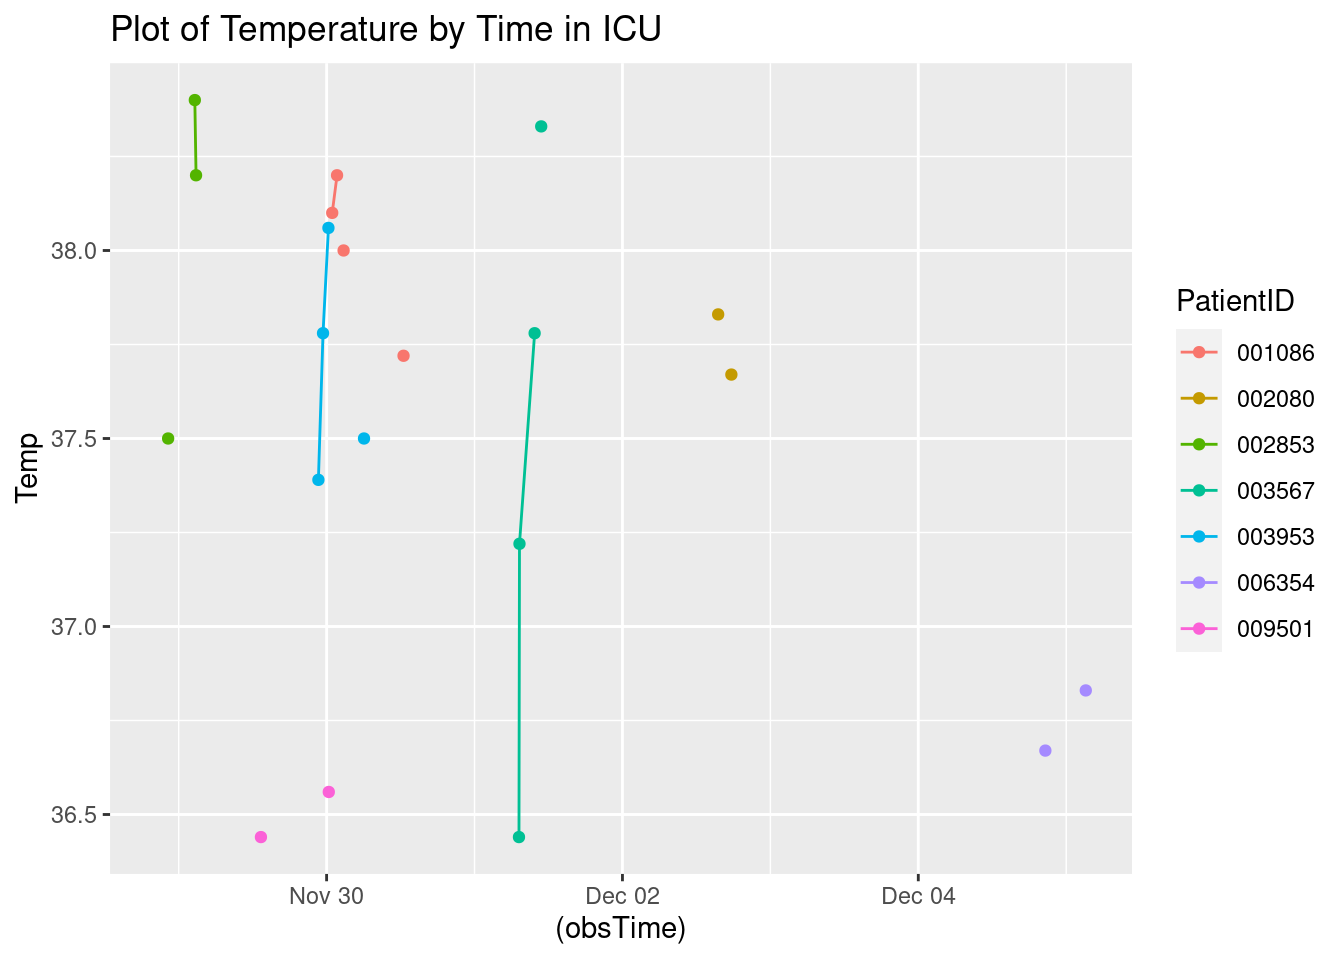 Plot of Temperature by Time in ICU
Temp
38.0
37.5
37.0
36.5
Nov 30
Dec 02
Dec 04
(obsTime)
PatientID
001086
002080
002853
003567
003953
006354
009501